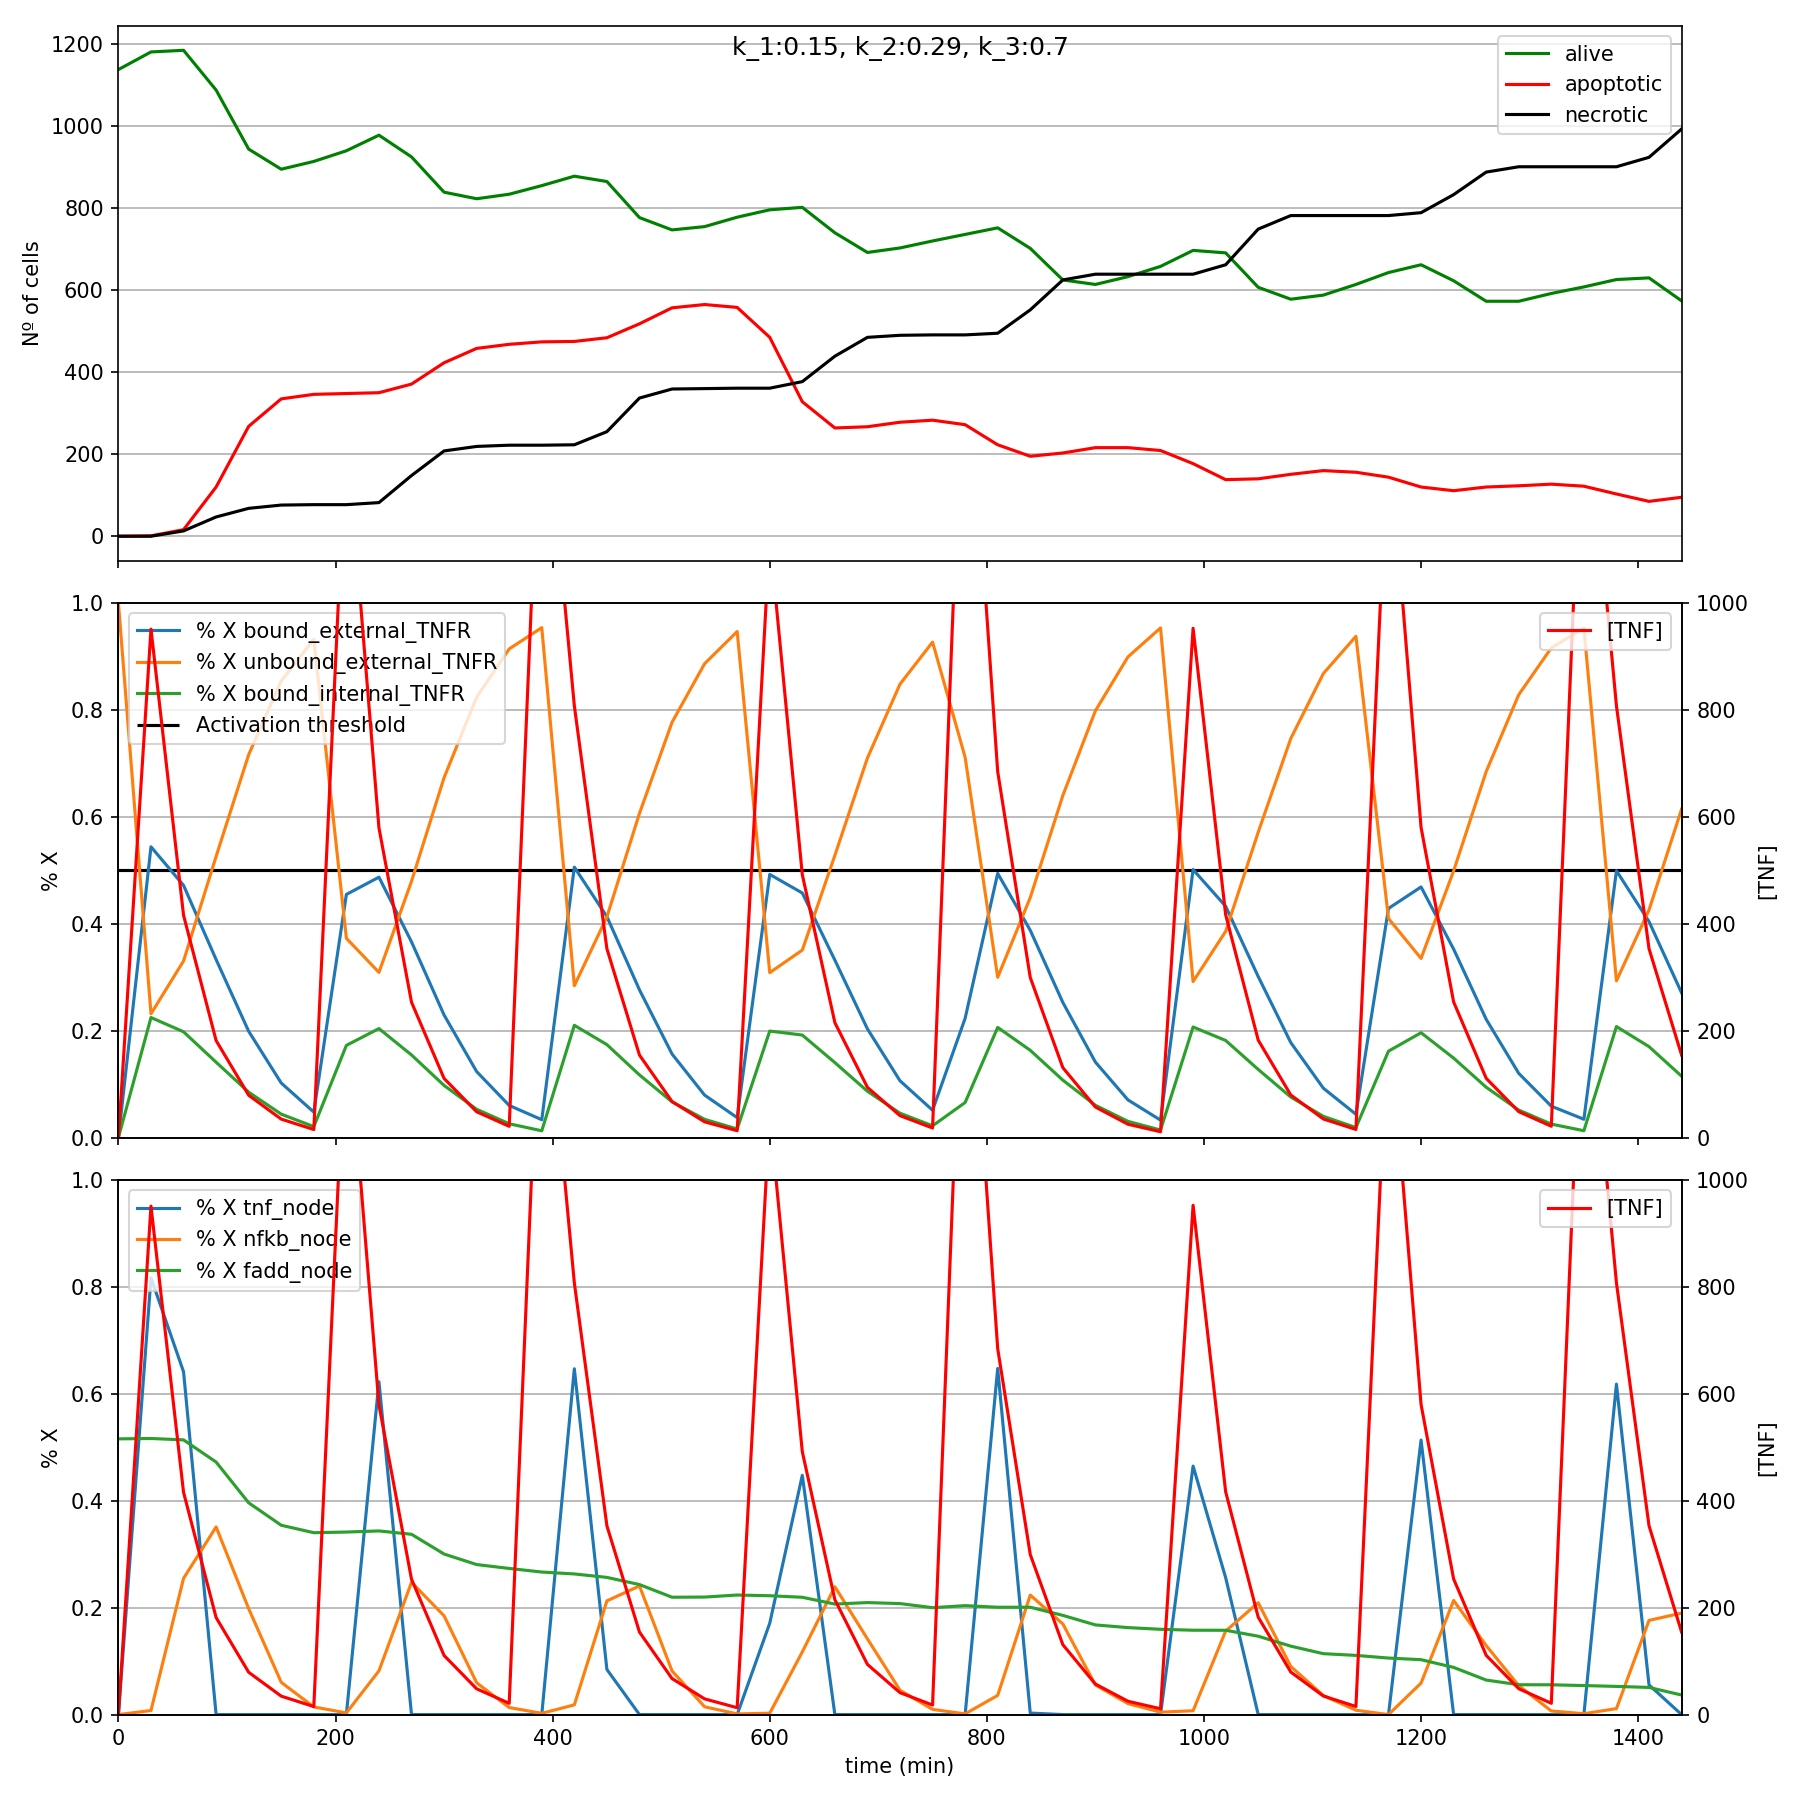 k_1:0.15, k_2:0.29, k_3:0.7
alive
apoptotic
necrotic
1200
1000
800
600
400
200
0
Nº of cells
% X bound_external_TNFR
% X unbound_external_TNFR
% X bound_internal_TNFR
Activation threshold
[TNF]
1.0
0.8
0.6
0.4
0.2
0.0
% X
1000
800
600
400
200
0
[TNF]
% X tnf_node
% X nfkb_node
% X fadd_node
[TNF]
1.0
0.8
0.6
0.4
0.2
0.0
% X
1000
800
600
400
200
0
[TNF]
0 200 400 600 800 1000 1200 1400
time (min)